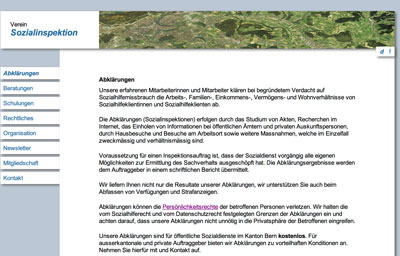 Verein
Sozialinspektion
d f
Abklärungen
Beratungen
Schulungen
Rechtliches
Organisation
Newsletter
Mitgliedschaft
Kontakt
Abklärungen
Unsere erfahrenen Mitarbeiterinnen und Mitarbeiter klären bei begründetem Verdacht auf
Sozialhilfemissbrauch die Arbeits-, Familien-, Einkommens-, Vermögens- und Wohnverhältnisse von
Sozialhilfeklientinnen und Sozialhilfeklienten ab.
Die Abklärungen (Sozialinspektionen) erfolgen durch das Studium von Akten, Recherchen im
Internet, das Einholen von Informationen bei öffentlichen Ämtern und privaten Auskunftspersonen,
durch Hausbesuche und Besuche am Arbeitsort sowie weitere Massnahmen, welche im Einzelfall
zweckmässig und verhältnismässig sind.
Voraussetzung für einen Inspektionsauftrag ist, dass der Sozialdienst vorgängig alle eigenen
Möglichkeiten zur Ermittlung des Sachverhalts ausgeschöpft hat. Die Abklärungsergebnisse werden
dem Auftraggeber in einem schriftlichen Bericht übermittelt.
Wir liefern Ihnen nicht nur die Resultate unserer Abklärungen, wir unterstützen Sie auch beim
Abfassen von Verfügungen und Strafanzeigen.
Abklärungen können die Persönlichkeitsrechte der betroffenen Personen verletzen. Wir halten die
vom Sozialhilferecht und vom Datenschutzrecht festgelegten Grenzen der Abklärungen ein und
achten darauf, dass unsere Abklärungen nicht unnötig in die Privatsphäre der Betroffenen eingreifen.
Unsere Abklärungen sind für öffentliche Sozialdienste im Kanton Bern kostenlos. Für
ausserkantonale und private Auftraggeber bieten wir Abklärungen zu vorteilhaften Konditionen an.
Nehmen Sie hierfür mit und Kontakt auf.